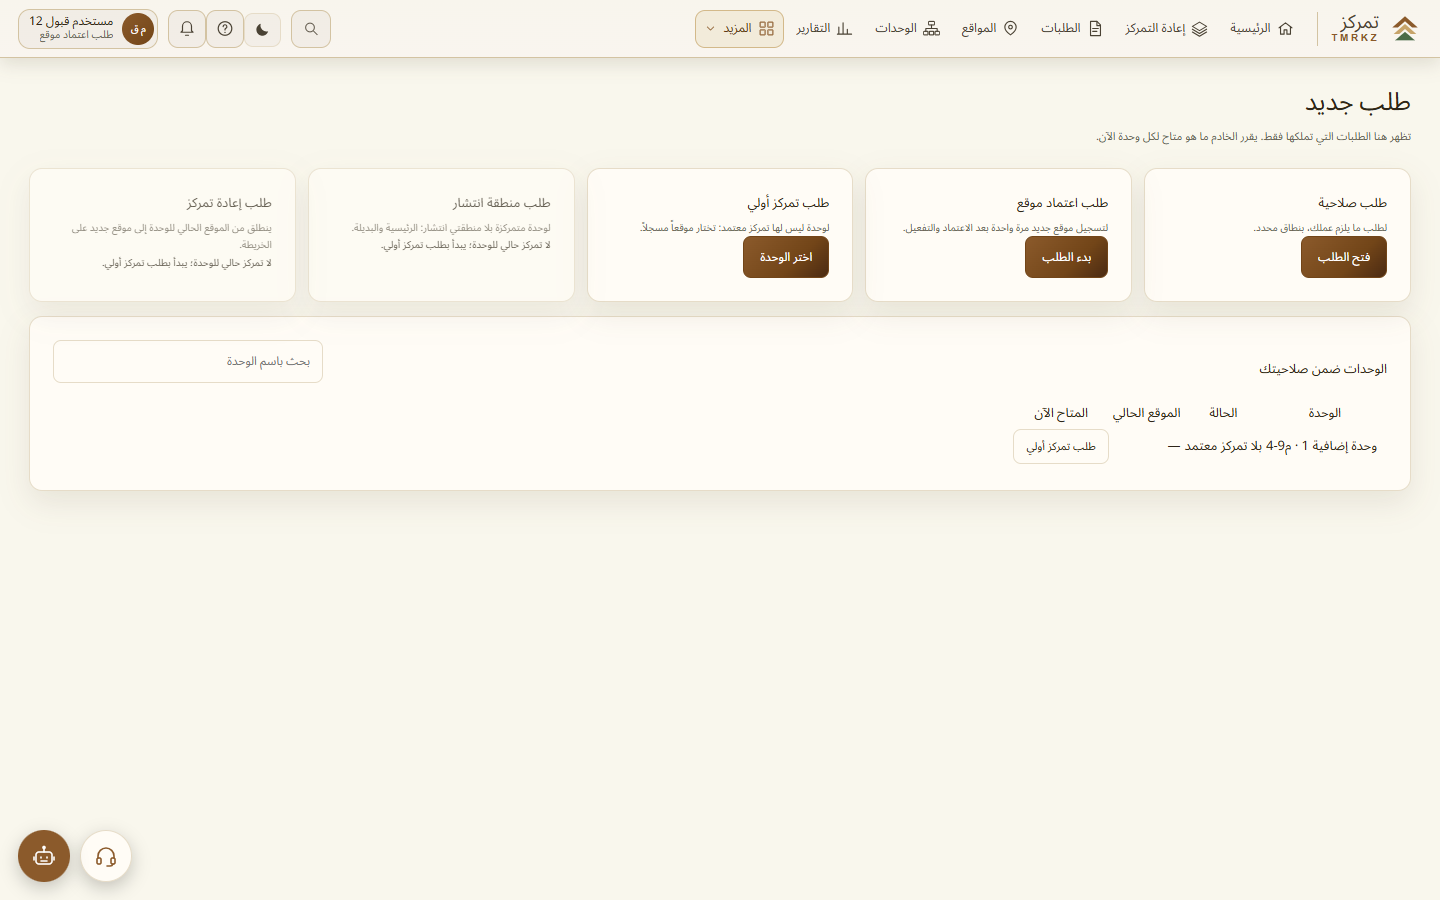 تمركز
TMRKZ
الرئيسية
إعادة التمركز
الطلبات
المواقع
الوحدات
التقارير
المزيد
م ق
مستخدم قبول 12
طلب اعتماد موقع
طلب جديد
تظهر هنا الطلبات التي تملكها فقط. يقرر الخادم ما هو متاح لكل وحدة الآن.
طلب صلاحية
لطلب ما يلزم عملك، بنطاق محدد.
فتح الطلب
طلب اعتماد موقع
لتسجيل موقع جديد مرة واحدة بعد الاعتماد والتفعيل.
بدء الطلب
طلب تمركز أولي
لوحدة ليس لها تمركز معتمد: تختار موقعاً مسجلاً.
اختر الوحدة
طلب منطقة انتشار
لوحدة متمركزة بلا منطقتي انتشار: الرئيسية والبديلة.
لا تمركز حالي للوحدة؛ يبدأ بطلب تمركز أولي.
طلب إعادة تمركز
ينطلق من الموقع الحالي للوحدة إلى موقع جديد على
الخريطة.
لا تمركز حالي للوحدة؛ يبدأ بطلب تمركز أولي.
الوحدات ضمن صلاحيتك
بحث باسم الوحدة
الوحدة الحالة الموقع الحالي المتاح الآن
وحدة إضافية 1 · م9-4 بلا تمركز معتمد — طلب تمركز أولي